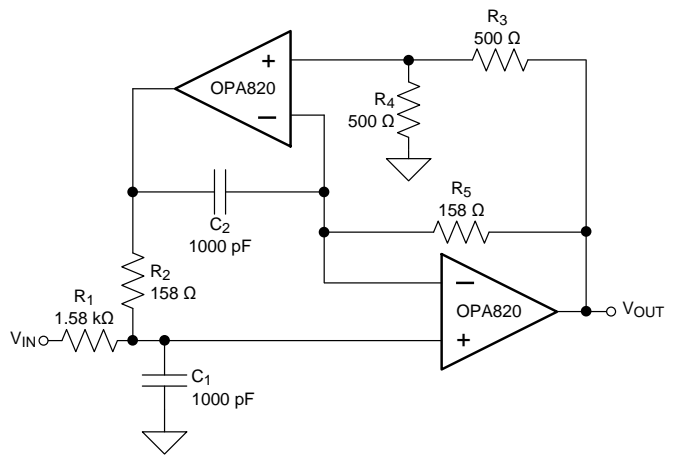 R3
500 Ω
+
OPA820
−
R4
500 Ω
R5
158 Ω
C2
1000 pF
R2
158 Ω
R1
1.58 kΩ
VIN
−
OPA820
+
VOUT
C1
1000 pF